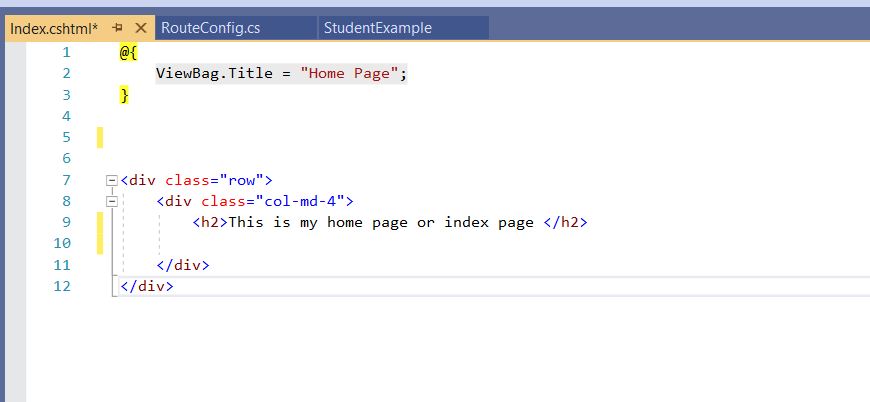 Index.cshtml* RouteConfig.cs StudentExample
1 @{
2 ViewBag.Title = "Home Page";
3 }
4
5
6
7 <div class="row">
8 <div class="col-md-4">
9 <h2>This is my home page or index page </h2>
10
11 </div>
12 </div>